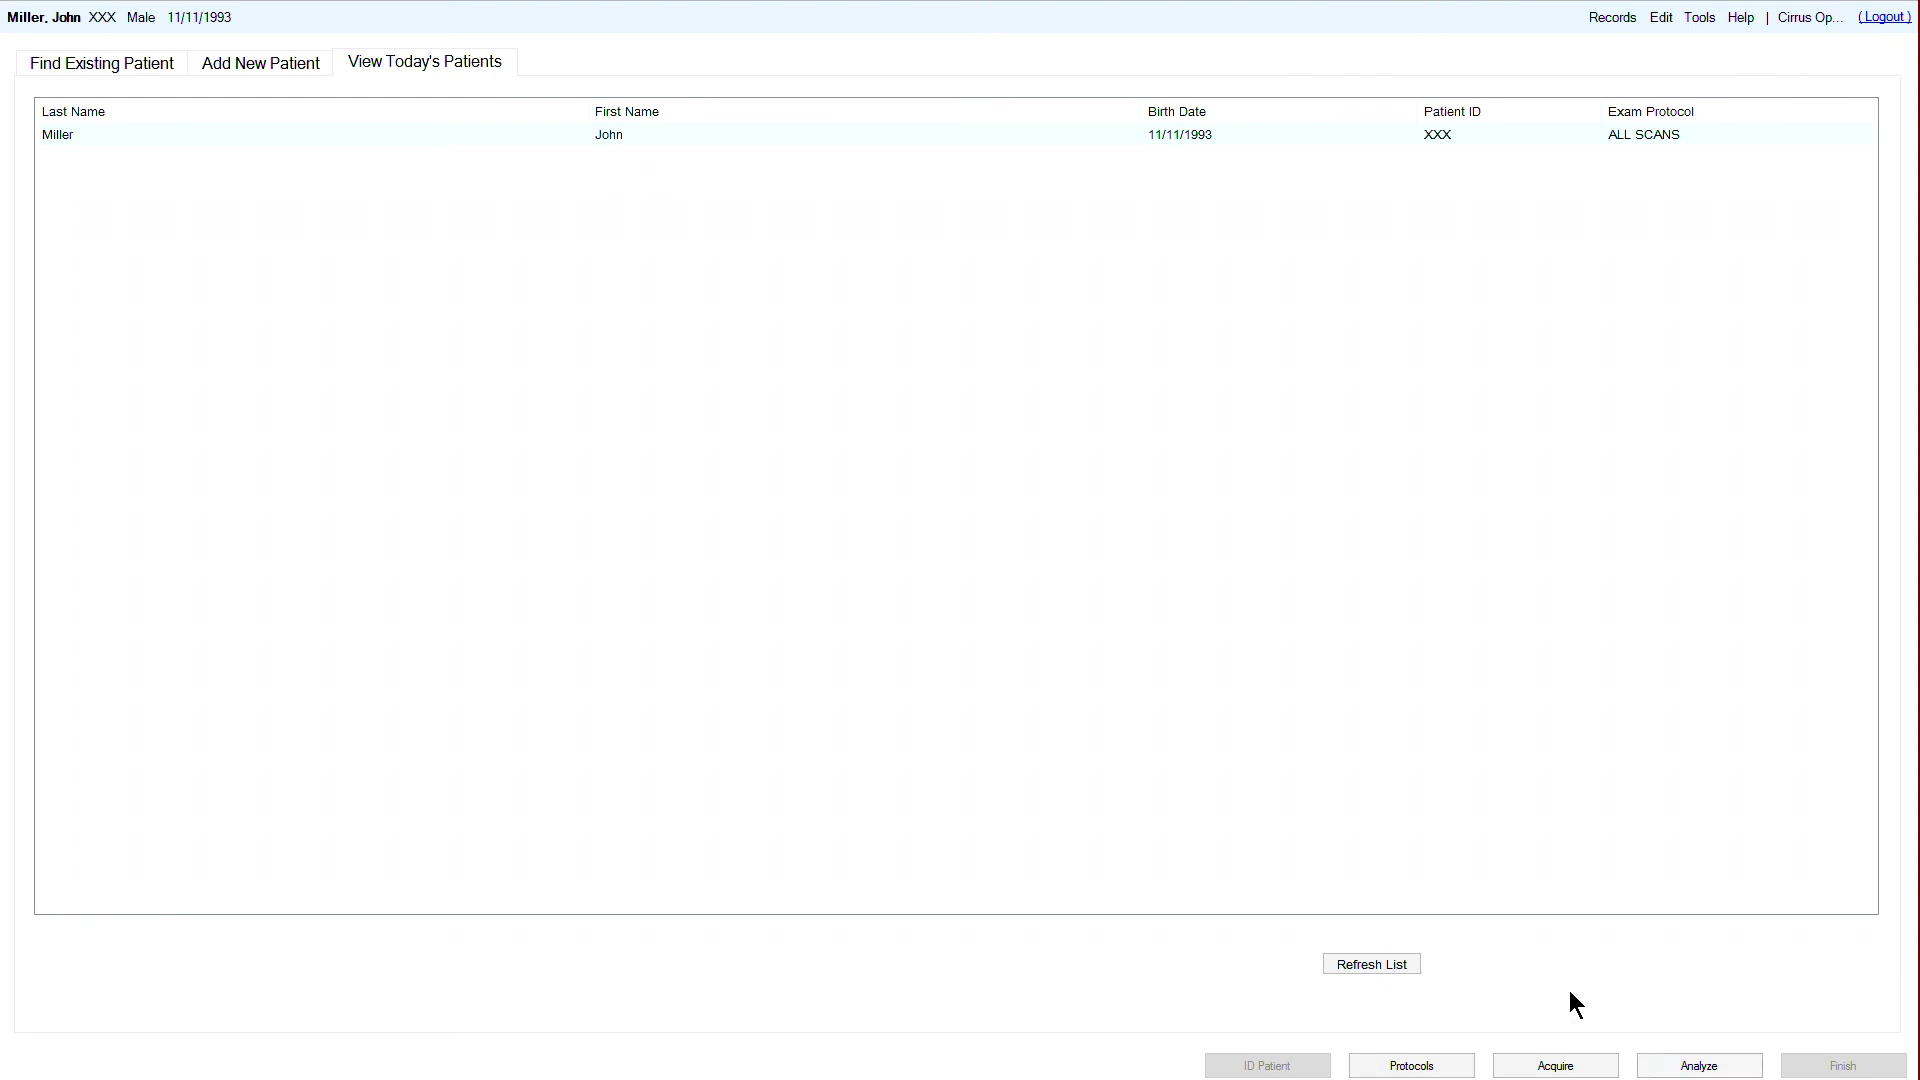 Miller, John XXX Male 11/11/1993 Records Edit Tools Help | Cirrus Op... ( Logout )
Find Existing Patient Add New Patient View Today's Patients
Last Name First Name Birth Date Patient ID Exam Protocol
Miller John 11/11/1993 XXX ALL SCANS
Refresh List
ID Patient Protocols Acquire Analyze Finish